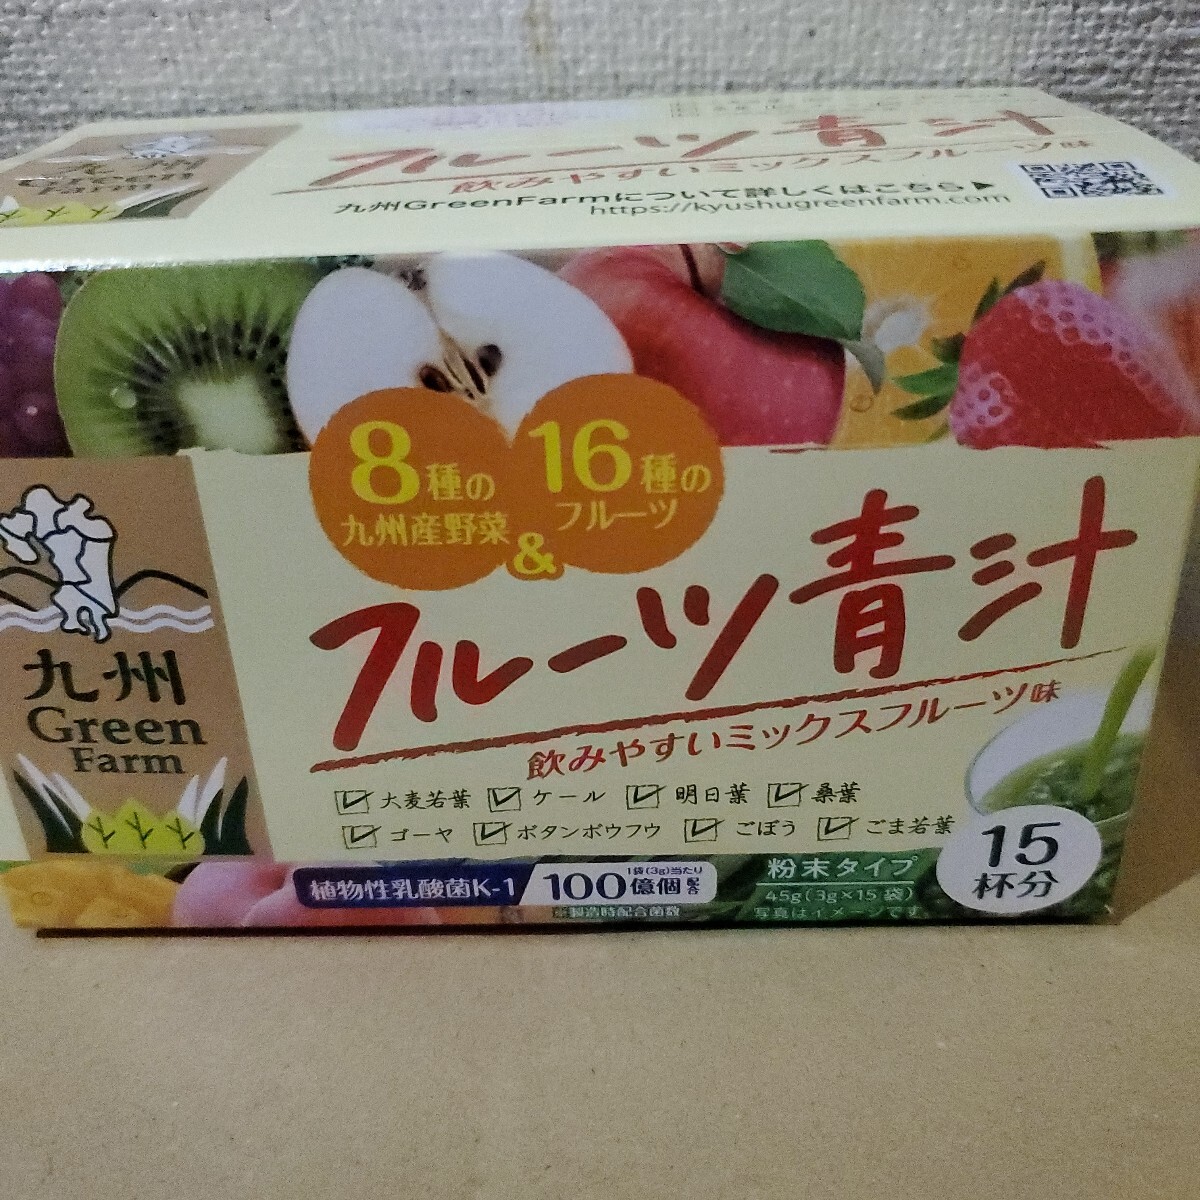 九州
Green
Farm
フルーツ青汁
飲みやすいミックスフルーツ味
九州GreenFarmについて詳しくはこちら▶
https://kyushugreenfarm.com
8種の
九州産野菜
&
16種の
フルーツ
フルーツ青汁
飲みやすいミックスフルーツ味
九州
Green
Farm
大麦若葉 ケール 明日葉 桑葉
ゴーヤ ボタンボウフウ ごぼう ごま若葉
植物性乳酸菌K-1
1袋(3g)当たり
100億個配合
※製造時配合菌数
粉末タイプ
45g(3g×15袋)
写真はイメージです
15
杯分